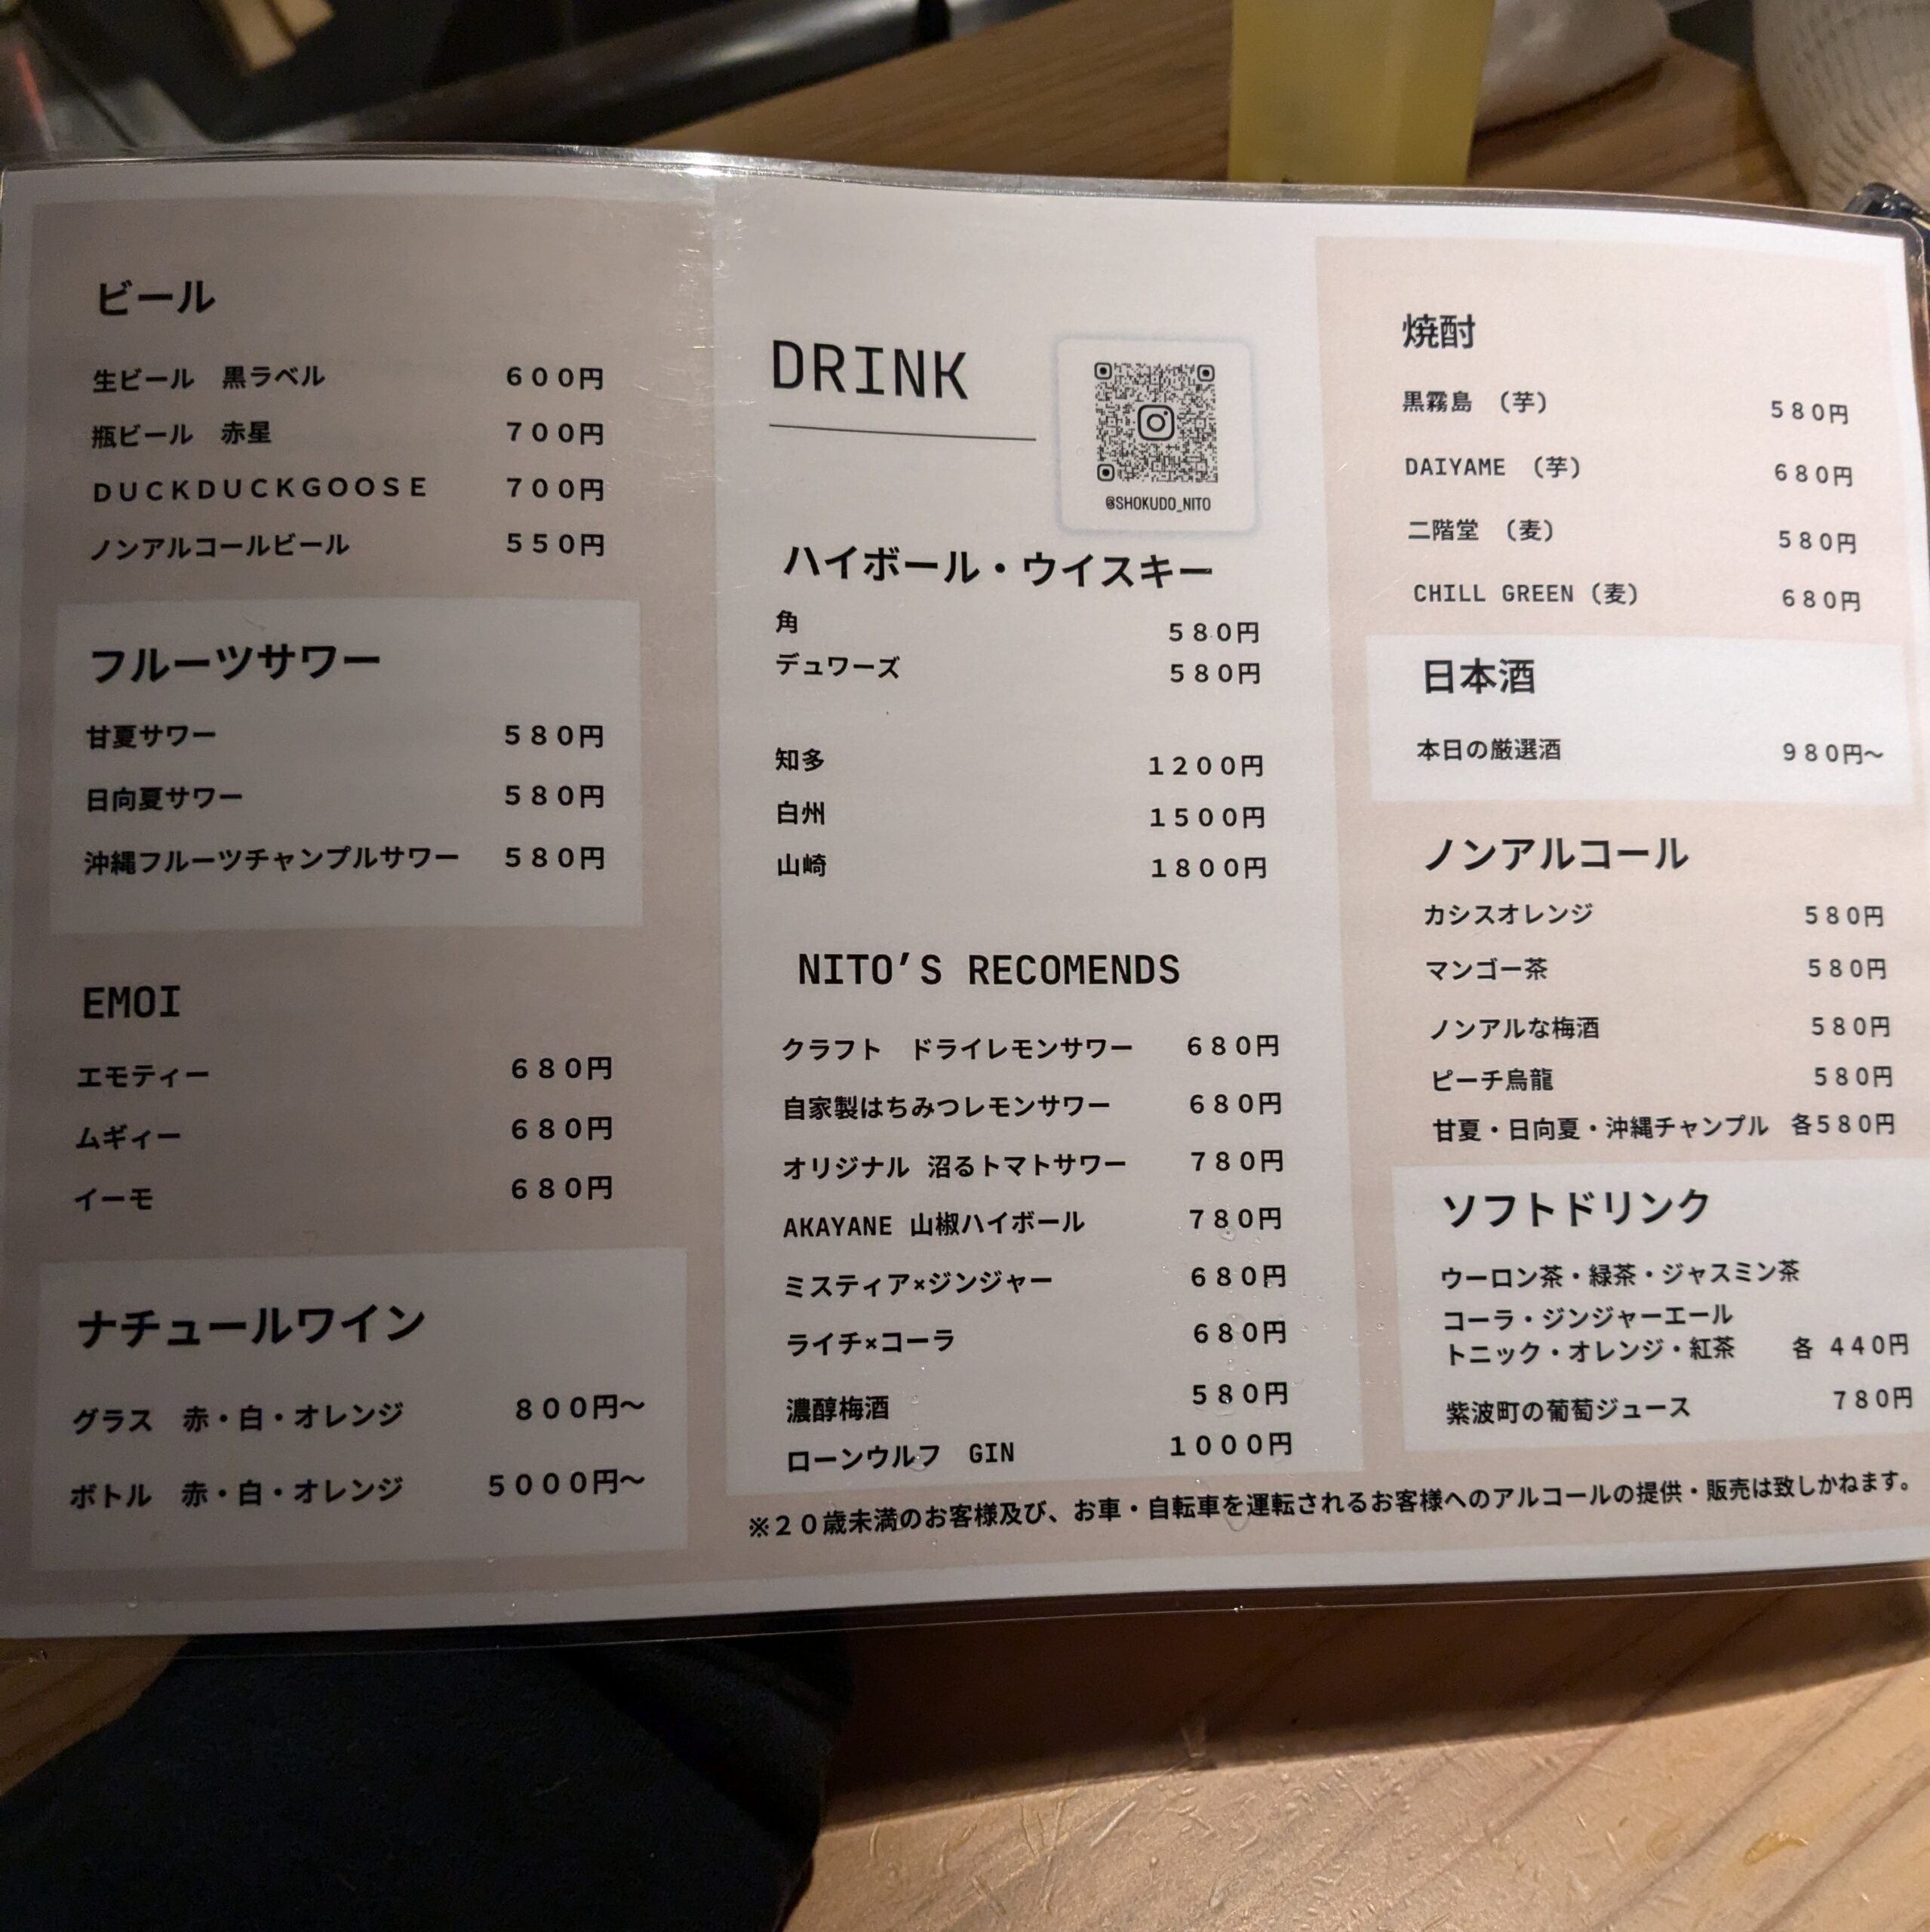 ビール
生ビール　黒ラベル　６００円
瓶ビール　赤星　７００円
ＤＵＣＫＤＵＣＫＧＯＯＳＥ　７００円
ノンアルコールビール　５５０円
フルーツサワー
甘夏サワー　５８０円
日向夏サワー　５８０円
沖縄フルーツチャンプルサワー　５８０円
EMOI
エモティー　６８０円
ムギィー　６８０円
イーモ　６８０円
ナチュールワイン
グラス　赤・白・オレンジ　８００円〜
ボトル　赤・白・オレンジ　５０００円〜
DRINK
@SHOKUDO_NITO
ハイボール・ウイスキー
角　５８０円
デュワーズ　５８０円
知多　１２００円
白州　１５００円
山崎　１８００円
NITO’S RECOMENDS
クラフト　ドライレモンサワー　６８０円
自家製はちみつレモンサワー　６８０円
オリジナル 沼るトマトサワー　７８０円
AKAYANE 山椒ハイボール　７８０円
ミスティア×ジンジャー　６８０円
ライチ×コーラ　６８０円
濃醇梅酒　５８０円
ローンウルフ　GIN　１０００円
焼酎
黒霧島　（芋）　５８０円
DAIYAME　（芋）　６８０円
二階堂　（麦）　５８０円
CHILL GREEN（麦）　６８０円
日本酒
本日の厳選酒　９８０円〜
ノンアルコール
カシスオレンジ　５８０円
マンゴー茶　５８０円
ノンアルな梅酒　５８０円
ピーチ烏龍　５８０円
甘夏・日向夏・沖縄チャンプル　各５８０円
ソフトドリンク
ウーロン茶・緑茶・ジャスミン茶
コーラ・ジンジャーエール
トニック・オレンジ・紅茶　各 ４４０円
紫波町の葡萄ジュース　７８０円
※２０歳未満のお客様及び、お車・自転車を運転されるお客様へのアルコールの提供・販売は致しかねます。